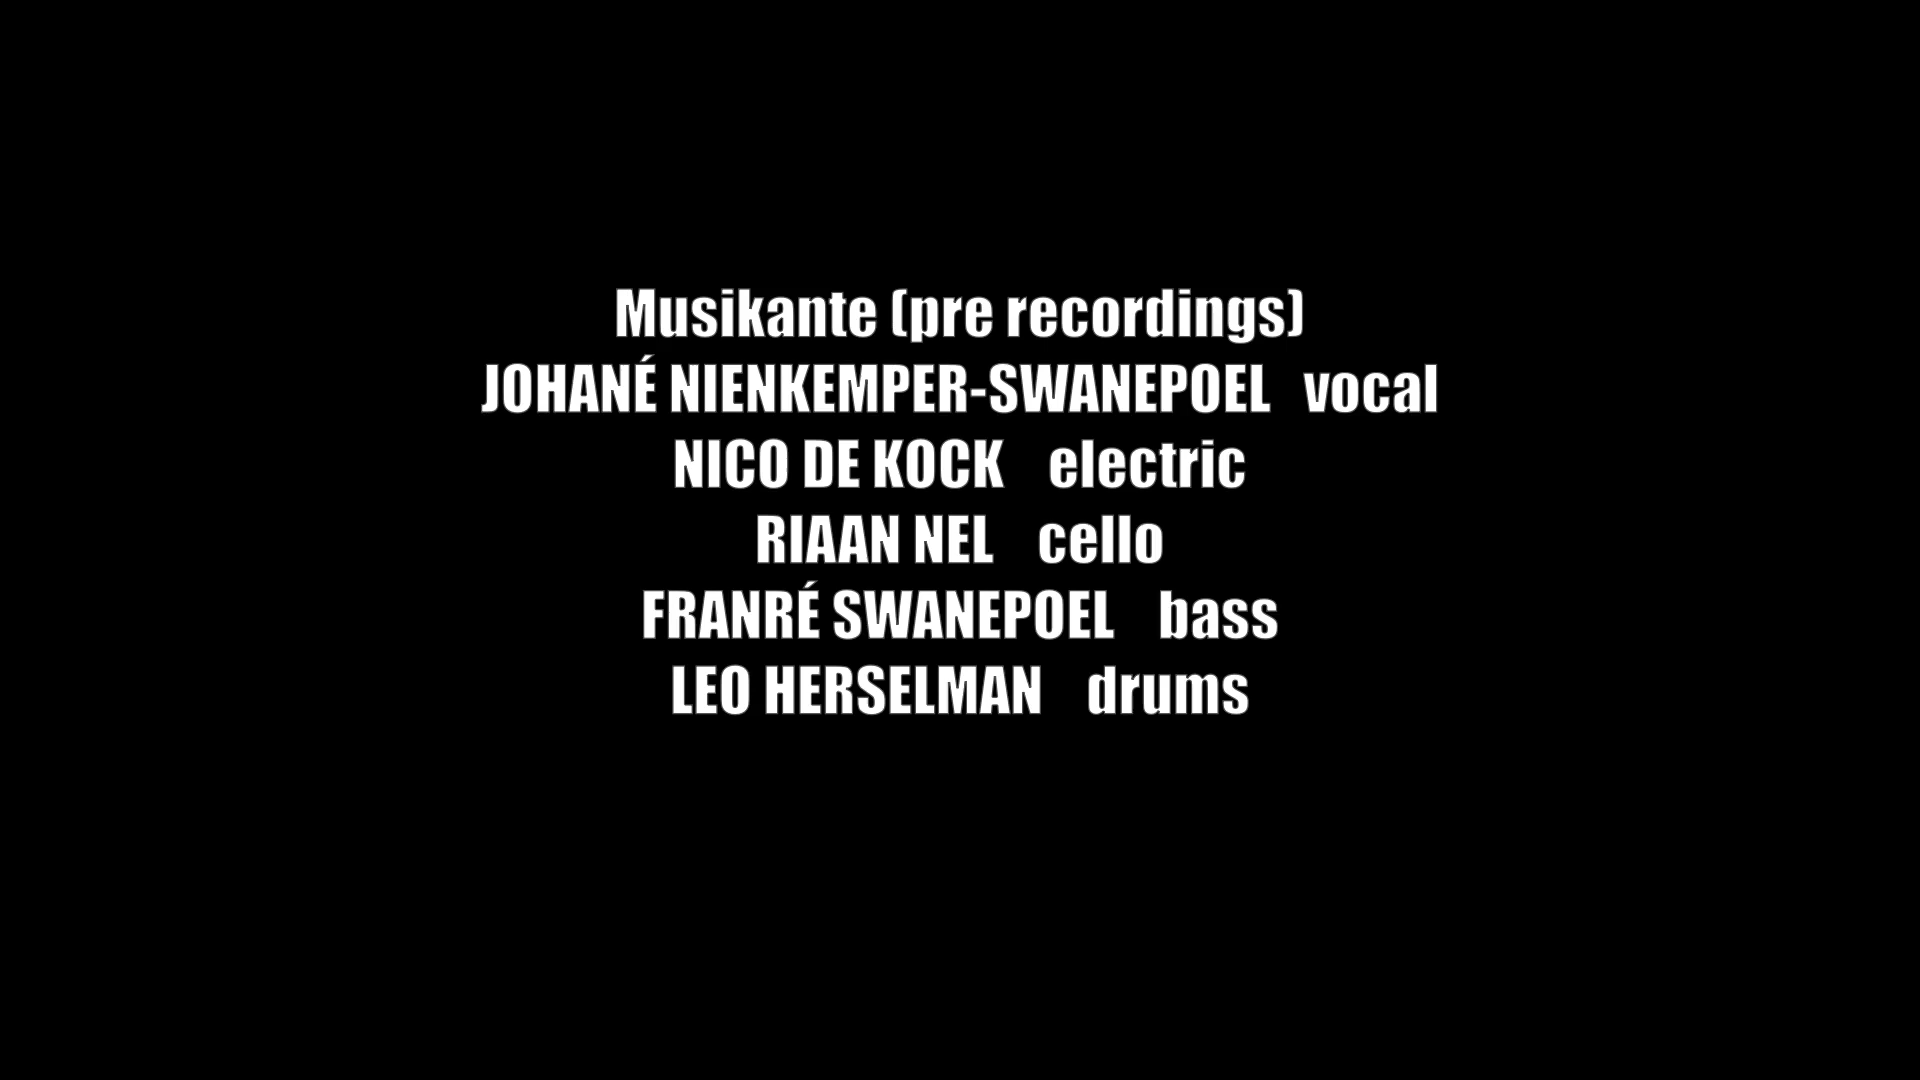 Musikante (pre recordings)
JOHANÉ NIENKEMPER-SWANEPOEL vocal
NICO DE KOCK electric
RIAAN NEL cello
FRANRÉ SWANEPOEL bass
LEO HERSELMAN drums